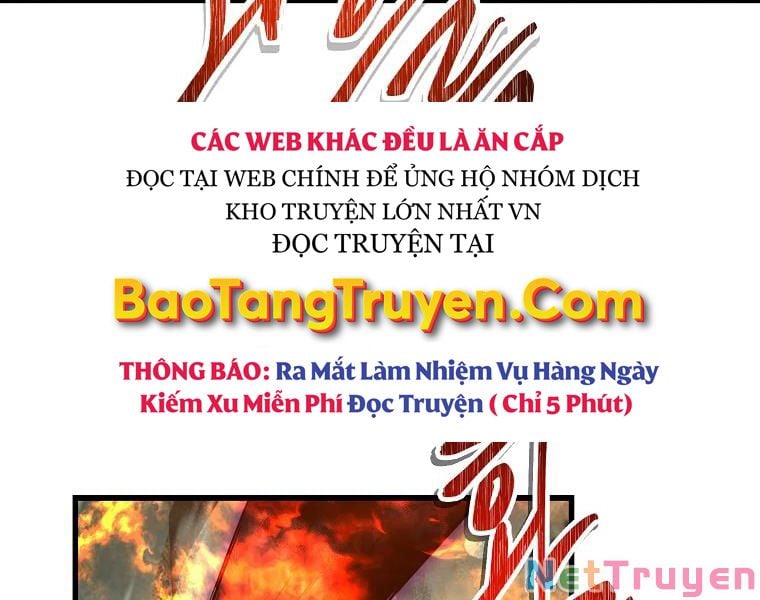 CÁC WEB KHÁC ĐỀU LÀ ĂN CẮP
ĐỌC TẠI WEB CHÍNH ĐỂ ỦNG HỘ NHÓM DỊCH
KHO TRUYỆN LỚN NHẤT VN
ĐỌC TRUYỆN TẠI
BaoTangTruyen.Com
THÔNG BÁO: Ra Mắt Làm Nhiệm Vụ Hàng Ngày
Kiếm Xu Miễn Phí Đọc Truyện ( Chỉ 5 Phút)
NetTruyen